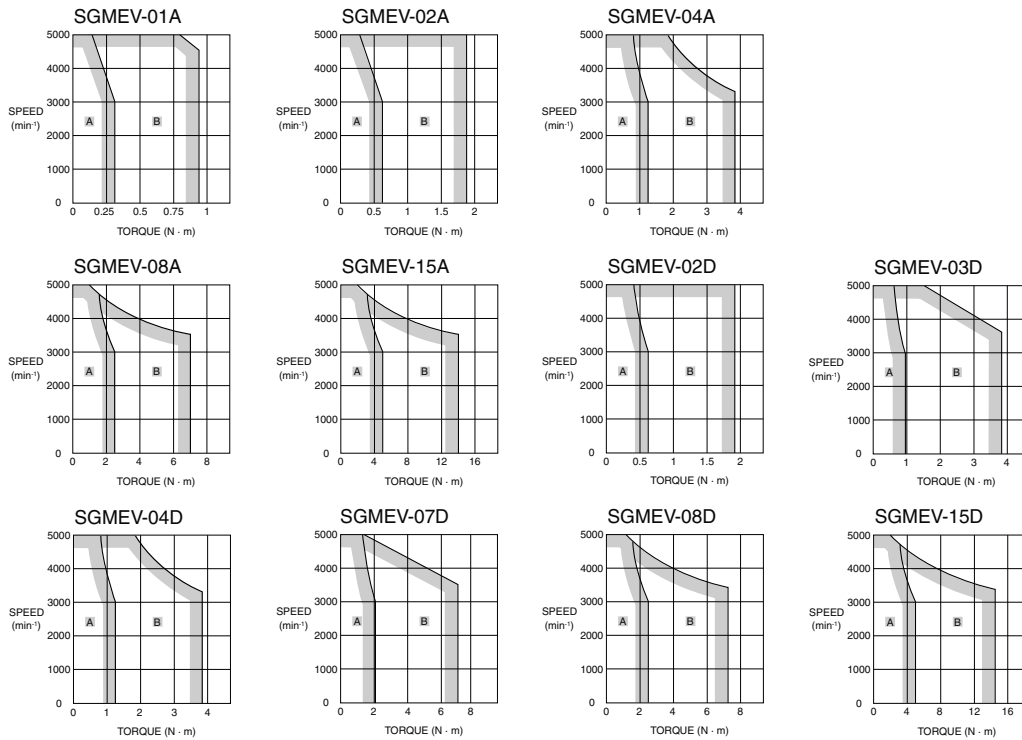 SGMEV-01A
5000
4000
3000
SPEED
(min-1)
2000
1000
0
A
B
0 0.25 0.5 0.75 1
TORQUE (N · m)
SGMEV-02A
5000
4000
3000
SPEED
(min-1)
2000
1000
0
A
B
0 0.5 1 1.5 2
TORQUE (N · m)
SGMEV-04A
5000
4000
3000
SPEED
(min-1)
2000
1000
0
A
B
0 1 2 3 4
TORQUE (N · m)
SGMEV-08A
5000
4000
3000
SPEED
(min-1)
2000
1000
0
A
B
0 2 4 6 8
TORQUE (N · m)
SGMEV-15A
5000
4000
3000
SPEED
(min-1)
2000
1000
0
A
B
0 4 8 12 16
TORQUE (N · m)
SGMEV-02D
5000
4000
3000
SPEED
(min-1)
2000
1000
0
A
B
0 0.5 1 1.5 2
TORQUE (N · m)
SGMEV-03D
5000
4000
3000
SPEED
(min-1)
2000
1000
0
A
B
0 1 2 3 4
TORQUE (N · m)
SGMEV-04D
5000
4000
3000
SPEED
(min-1)
2000
1000
0
A
B
0 1 2 3 4
TORQUE (N · m)
SGMEV-07D
5000
4000
3000
SPEED
(min-1)
2000
1000
0
A
B
0 2 4 6 8
TORQUE (N · m)
SGMEV-08D
5000
4000
3000
SPEED
(min-1)
2000
1000
0
A
B
0 2 4 6 8
TORQUE (N · m)
SGMEV-15D
5000
4000
3000
SPEED
(min-1)
2000
1000
0
A
B
0 4 8 12 16
TORQUE (N · m)